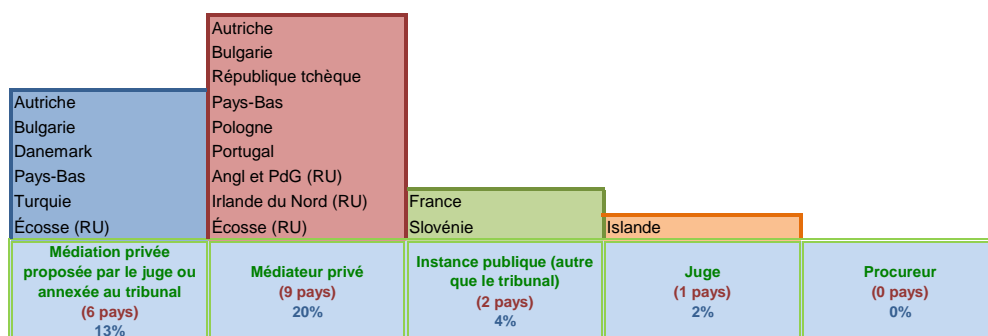 Autriche
Bulgarie
Danemark
Pays-Bas
Turquie
Écosse (RU)
Médiation privée
proposée par le juge ou
annexée au tribunal
(6 pays)
13%
Autriche
Bulgarie
République tchèque
Pays-Bas
Pologne
Portugal
Angl et PdG (RU)
Irlande du Nord (RU)
Écosse (RU)
Médiateur privé
(9 pays)
20%
France
Slovénie
Instance publique (autre
que le tribunal)
(2 pays)
4%
Islande
Juge
(1 pays)
2%
Procureur
(0 pays)
0%